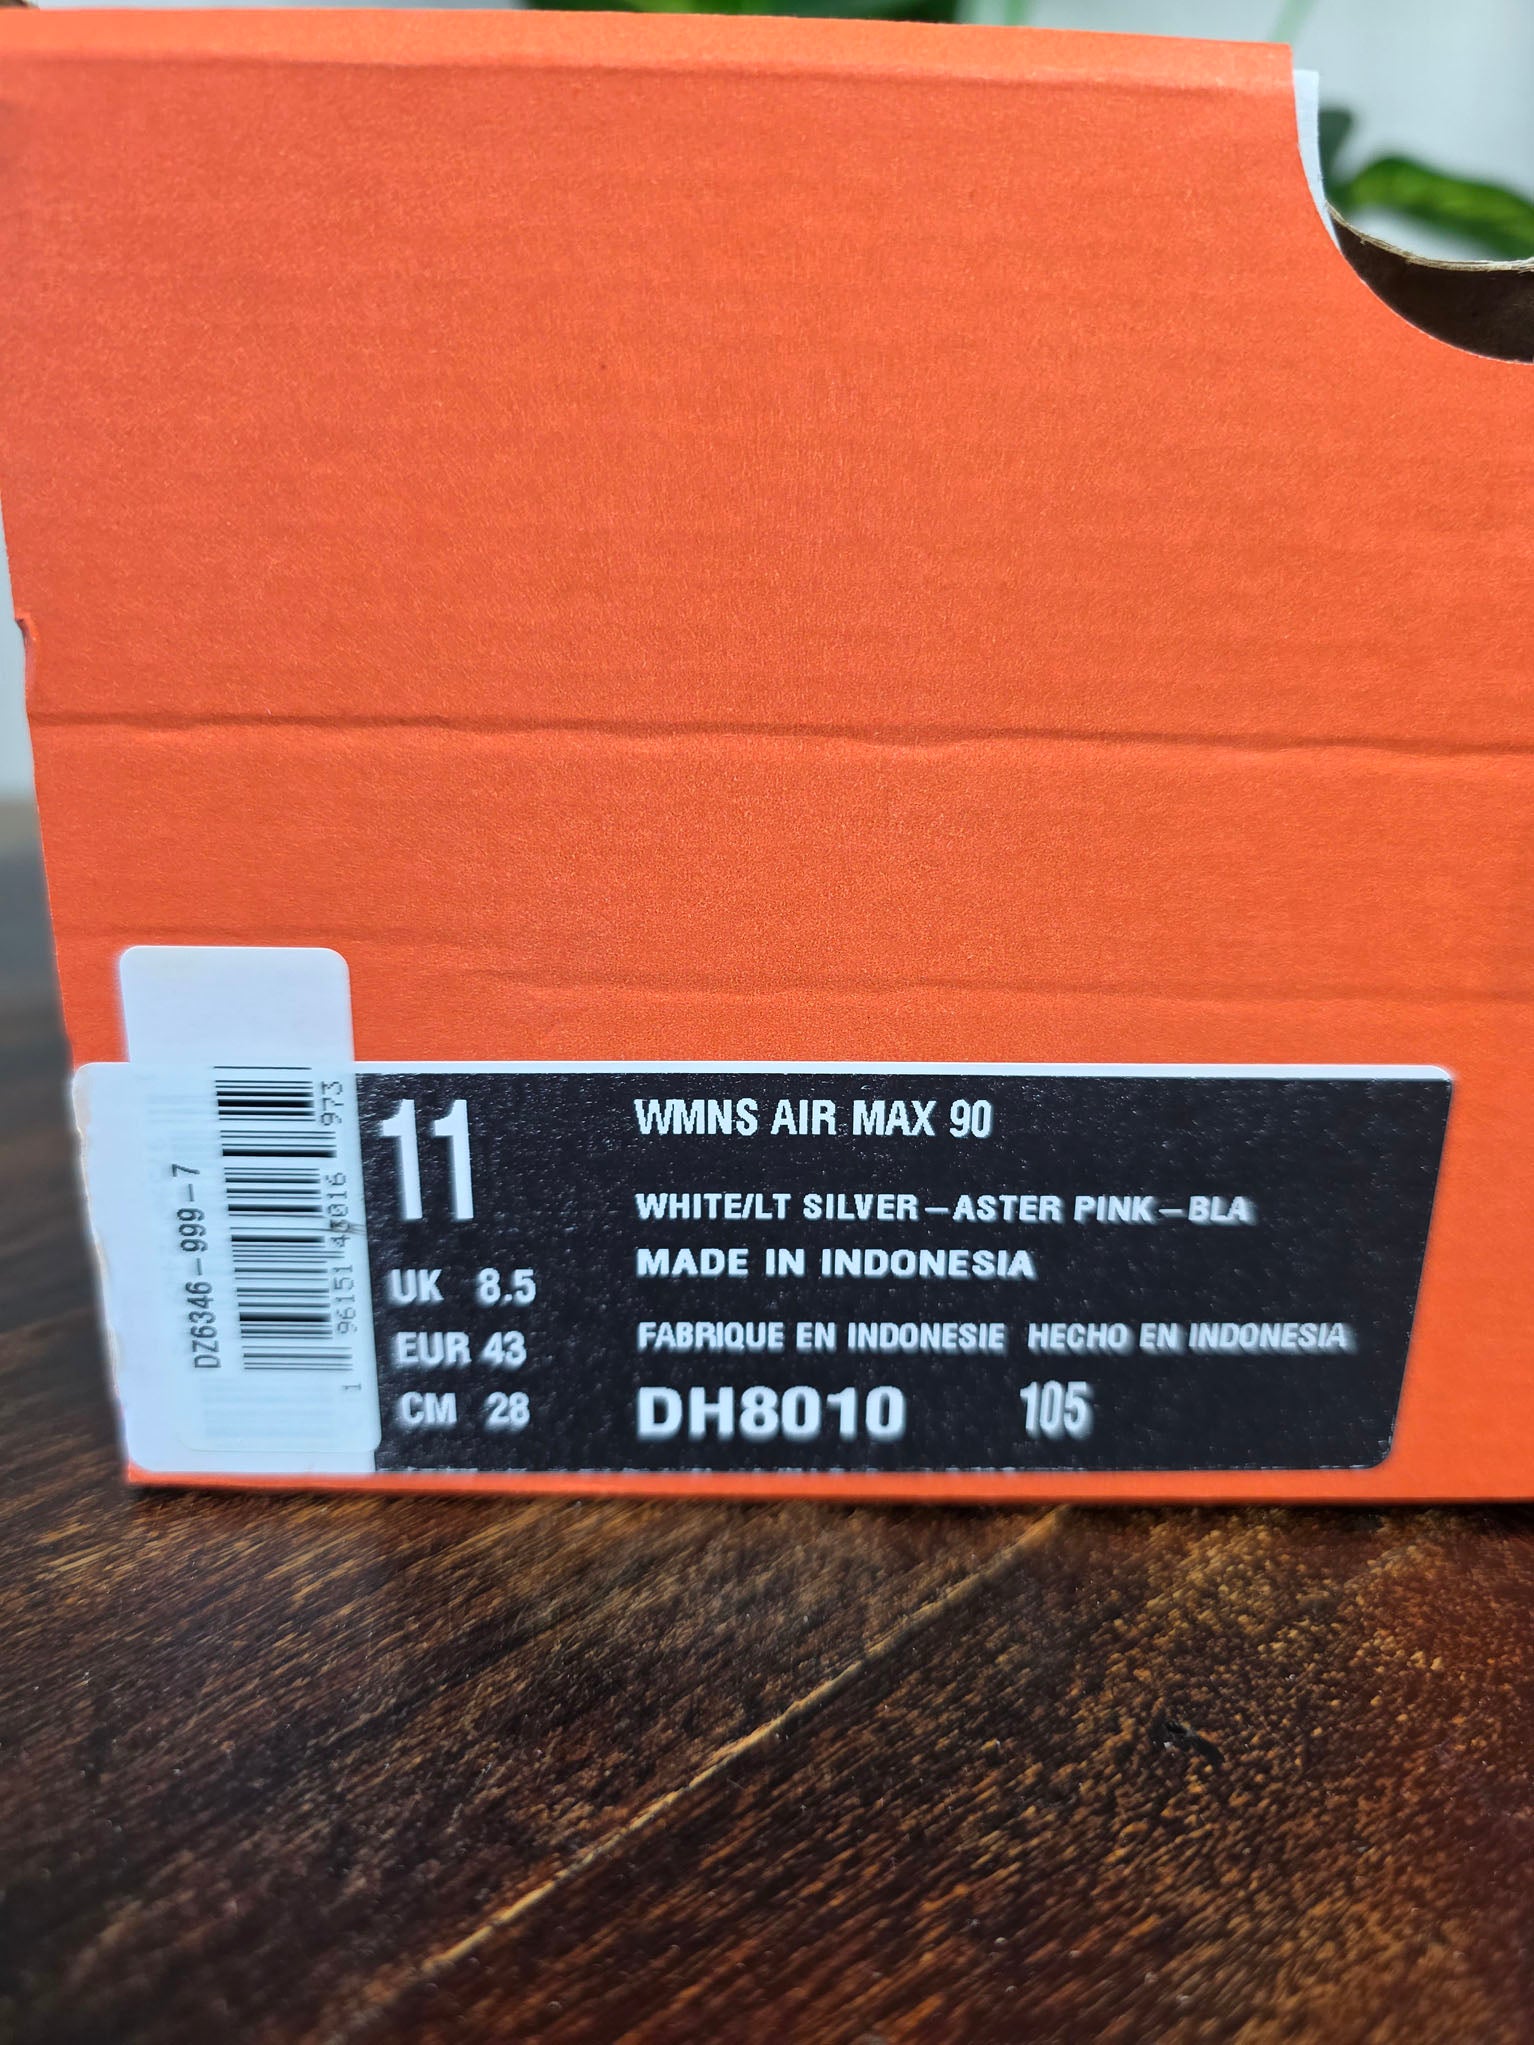 DZ6346-999-7
1 96151 43016 973
11
UK 8.5
EUR 43
CM 28
WMNS AIR MAX 90
WHITE/LT SILVER-ASTER PINK-BLA
MADE IN INDONESIA
FABRIQUE EN INDONESIE HECHO EN INDONESIA
DH8010 105